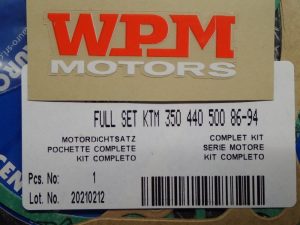 WPM
MOTORS
FULL SET KTM 350 440 500 86-94
MOTORDICHTSATZ COMPLET KIT
POCHETTE COMPLETE SERIE MOTORE
KIT COMPLETO KIT COMPLETO
Pcs. No: 1
Lot. No. 20210212